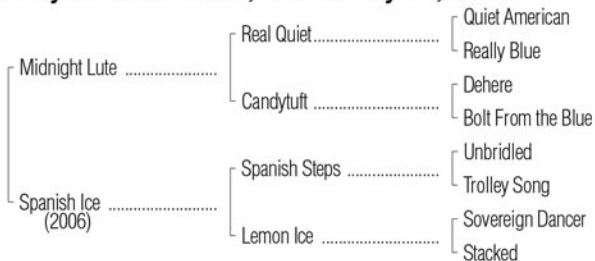 Quiet American
Real Quiet
Really Blue
Midnight Lute
Dehere
Candytuft
Bolt From the Blue
Unbridled
Spanish Steps
Trolley Song
Spanish Ice
(2006)
Sovereign Dancer
Lemon Ice
Stacked